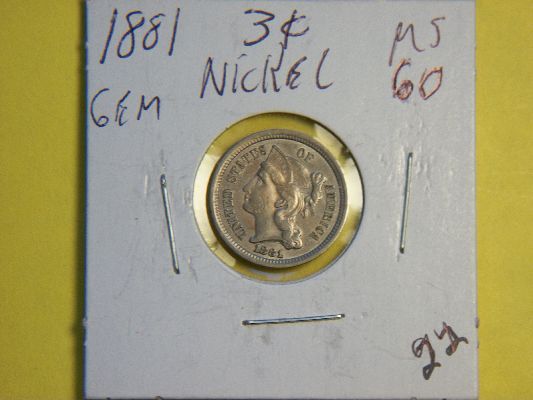 1881 3¢ MS
GEM NICKEL 60
UNITED STATES OF AMERICA
1881
22